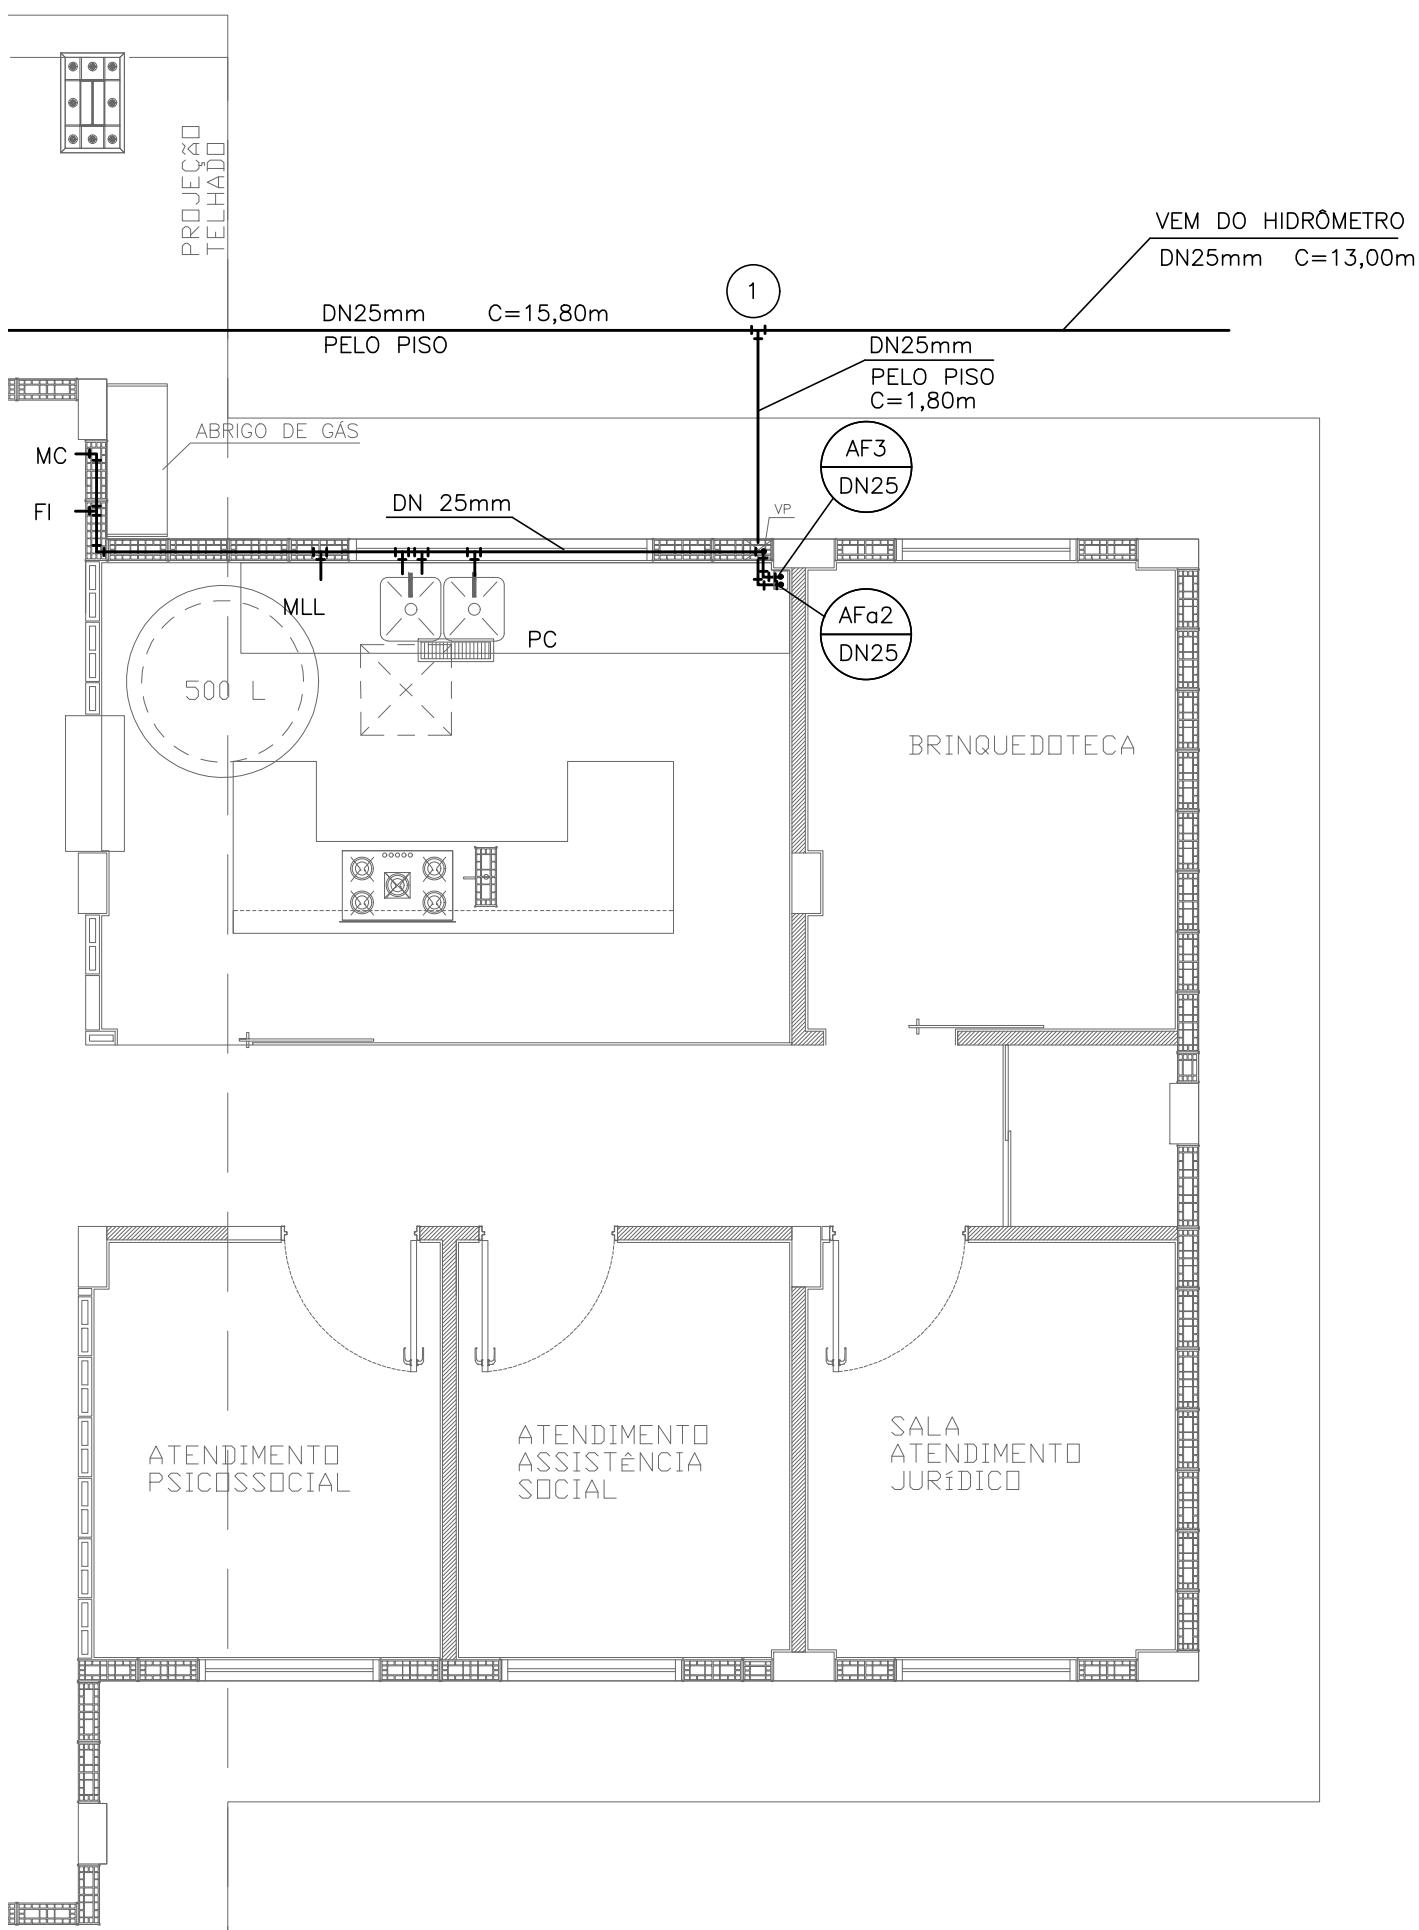 PROJEÇÃO
TELHADO
VEM DO HIDRÔMETRO
DN25mm C=13,00m
1
DN25mm C=15,80m
PELO PISO
DN25mm
PELO PISO
C=1,80m
ABRIGO DE GÁS
MC
AF3
DN25
FI
DN 25mm
VP
MLL
AFa2
DN25
PC
500 L
BRINQUEDOTECA
ATENDIMENTO
PSICOSSOCIAL
ATENDIMENTO
ASSISTÊNCIA
SOCIAL
SALA
ATENDIMENTO
JURÍDICO